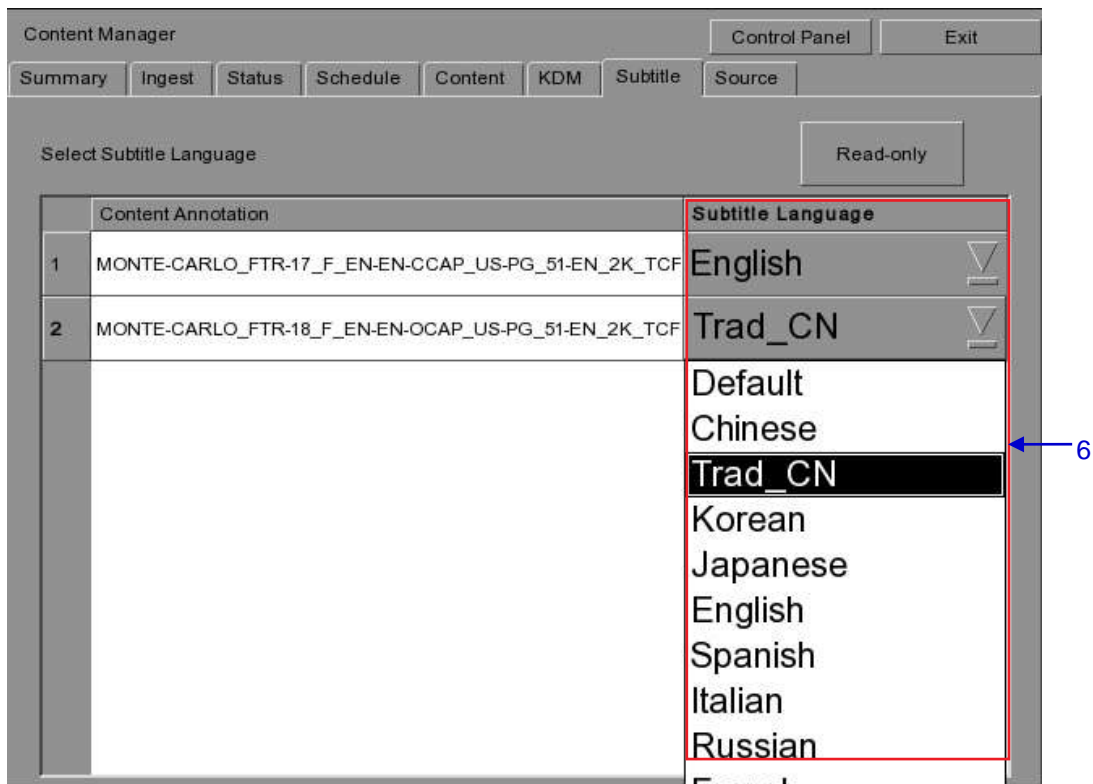 Content Manager
Control Panel
Exit
Summary Ingest Status Schedule Content KDM Subtitle Source
Select Subtitle Language
Read-only
Content Annotation Subtitle Language
1 MONTE-CARLO_FTR-17_F_EN-EN-CCAP_US-PG_51-EN_2K_TCF English
2 MONTE-CARLO_FTR-18_F_EN-EN-OCAP_US-PG_51-EN_2K_TCF Trad_CN
Default
Chinese
6
Trad_CN
Korean
Japanese
English
Spanish
Italian
Russian